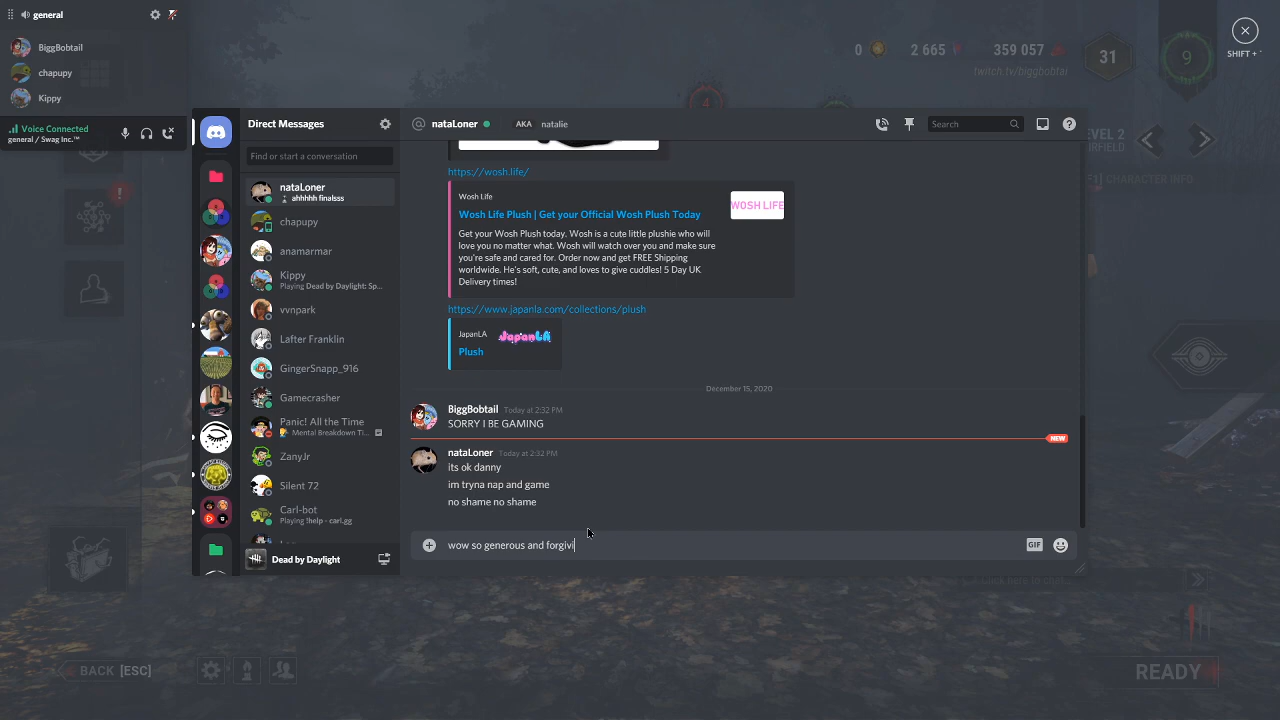 general
BiggBobtail
chapupy
Kippy
Voice Connected
general / Swag Inc.™
0
2 665
359 057
31
9
twitch.tv/biggbobtai
SHIFT + `
4
Direct Messages
Find or start a conversation
nataLoner
ahhhhh finalsss
chapupy
anamarmar
Kippy
Playing Dead by Daylight: Sp...
vvnpark
Lafter Franklin
GingerSnapp_916
Gamecrasher
Panic! All the Time
Mental Breakdown Ti...
ZanyJr
Silent 72
Carl-bot
Playing !help - carl.gg
Dead by Daylight
nataLoner
AKA natalie
Search
https://wosh.life/
Wosh Life
WOSH LIFE
Wosh Life Plush | Get your Official Wosh Plush Today
Get your Wosh Plush today. Wosh is a cute little plushie who will
love you no matter what. Wosh will watch over you and make sure
you're safe and cared for. Order now and get FREE Shipping
worldwide. He's soft, cute, and loves to give cuddles! 5 Day UK
Delivery times!
https://www.japanla.com/collections/plush
JapanLA
JapanLA
Plush
December 15, 2020
BiggBobtail Today at 2:32 PM
SORRY I BE GAMING
NEW
nataLoner Today at 2:32 PM
its ok danny
im tryna nap and game
no shame no shame
wow so generous and forgivi
GIF
EVEL 2
RFIELD
CHARACTER INFO
BACK [ESC]
READY